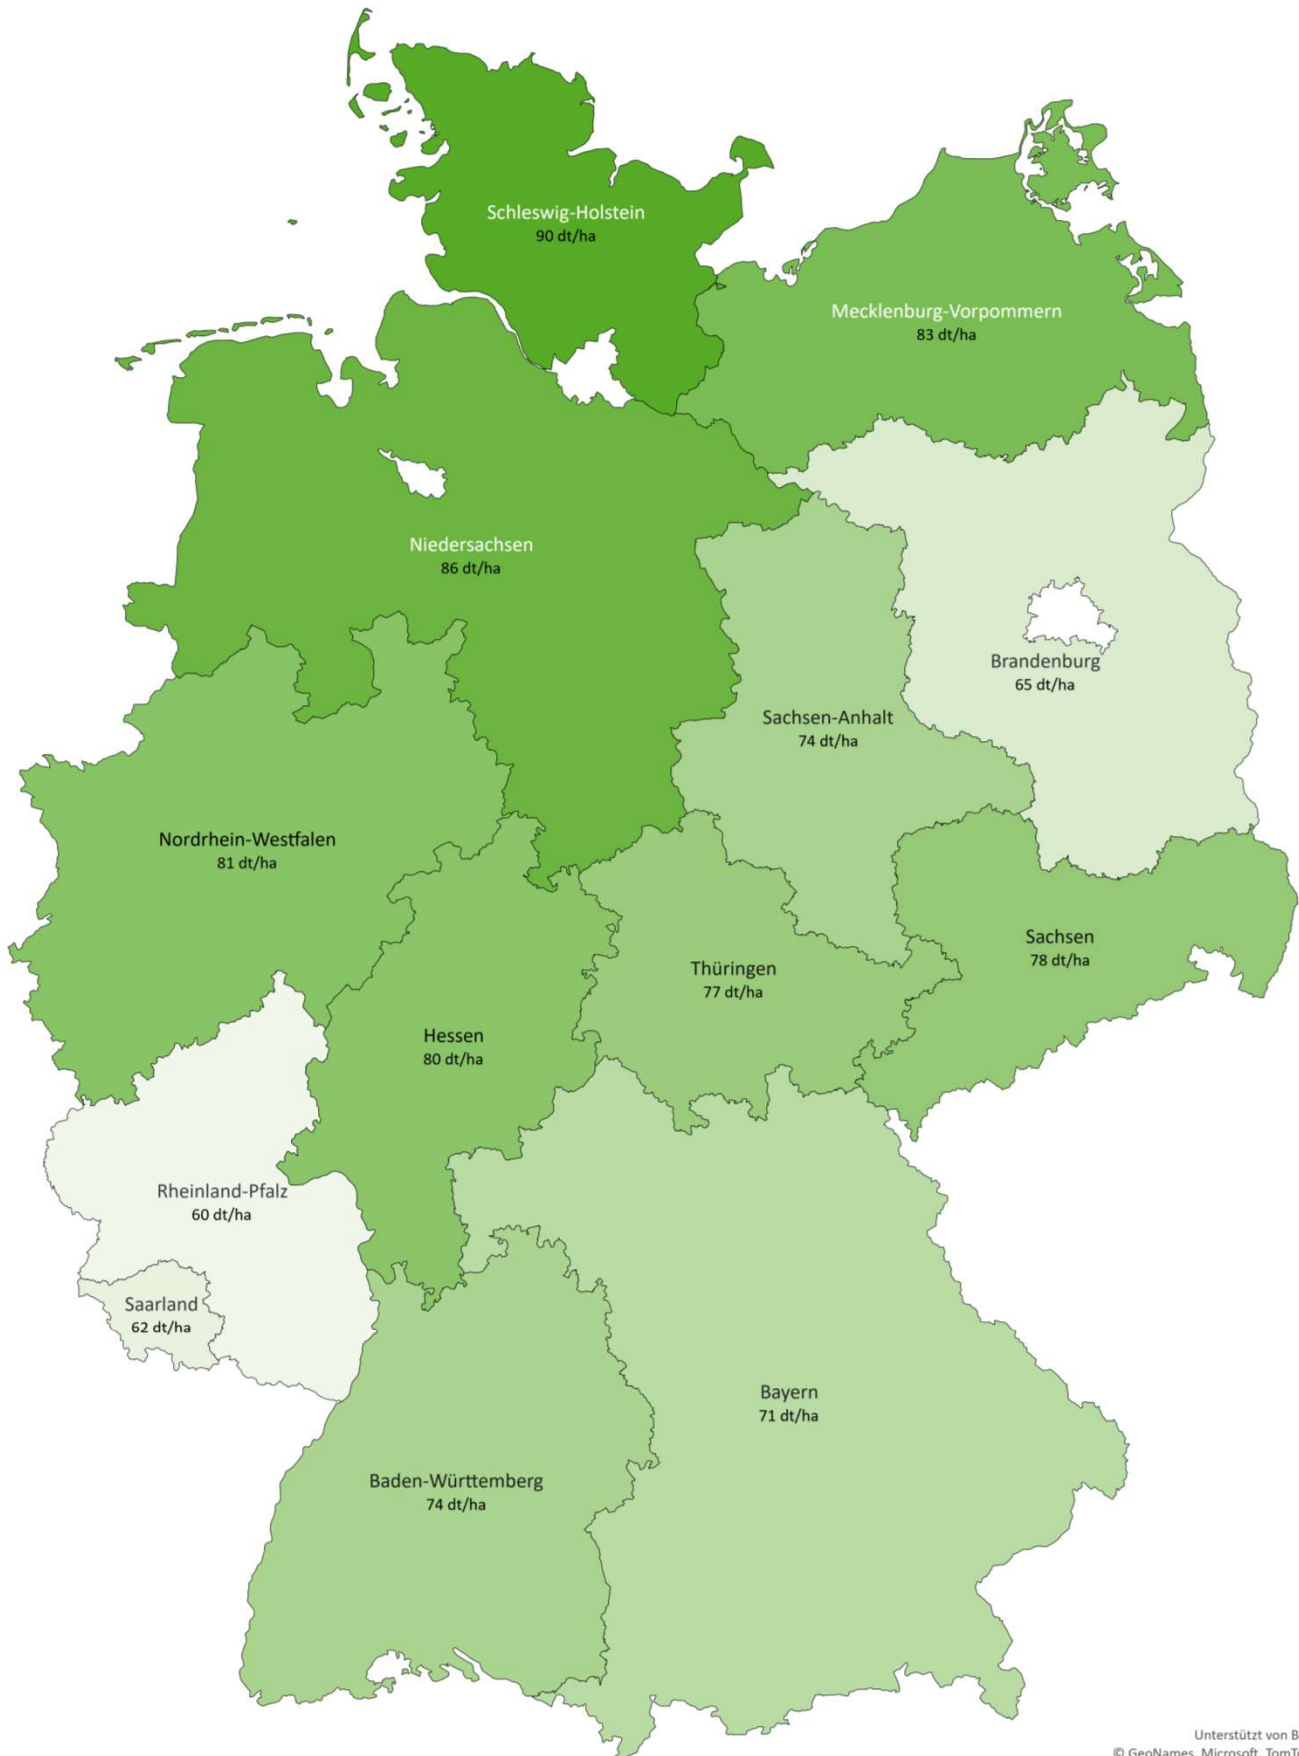 Schleswig-Holstein
90 dt/ha
Mecklenburg-Vorpommern
83 dt/ha
Niedersachsen
86 dt/ha
Brandenburg
65 dt/ha
Sachsen-Anhalt
74 dt/ha
Nordrhein-Westfalen
81 dt/ha
Sachsen
78 dt/ha
Thüringen
77 dt/ha
Hessen
80 dt/ha
Rheinland-Pfalz
60 dt/ha
Saarland
62 dt/ha
Bayern
71 dt/ha
Baden-Württemberg
74 dt/ha
Unterstützt von B
© GeoNames, Microsoft,